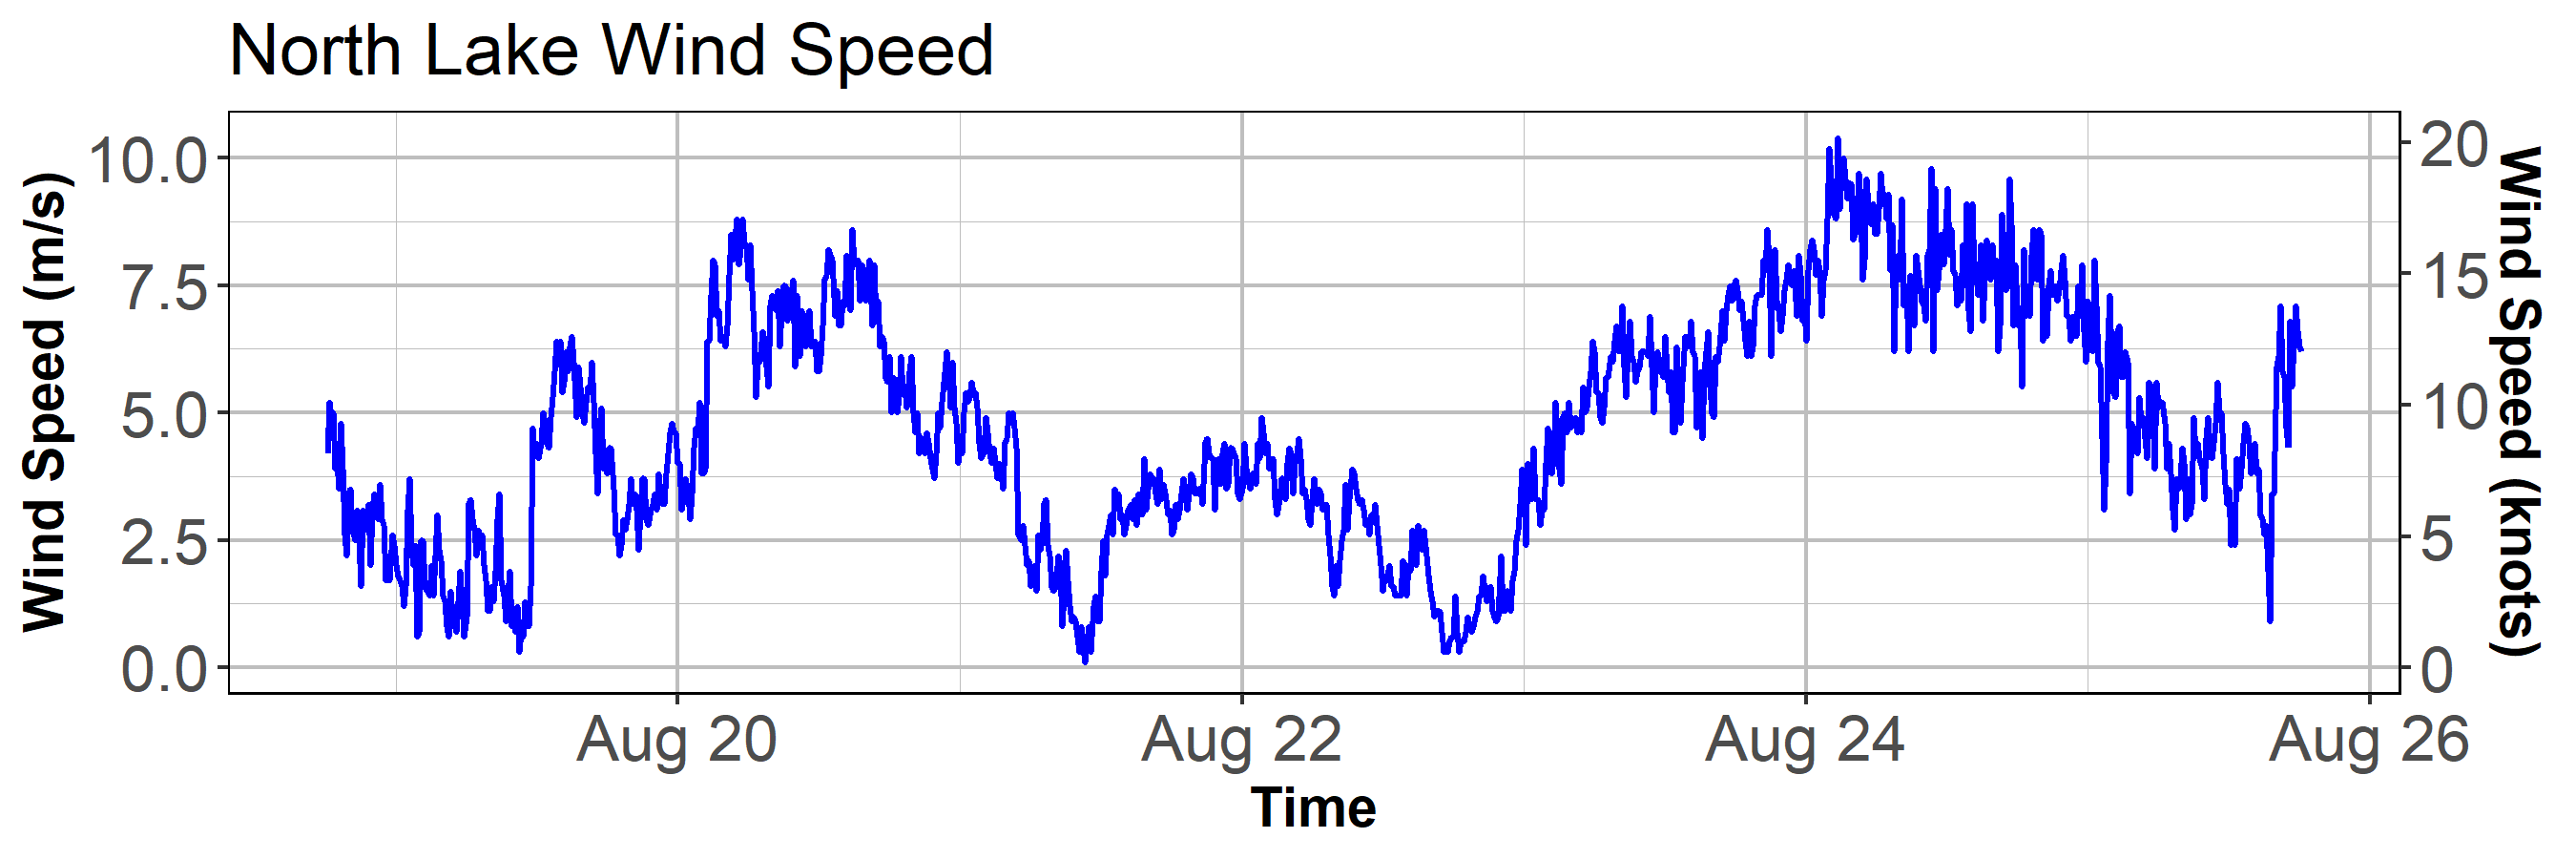 North Lake Wind Speed
Wind Speed (m/s)
10.0
7.5
5.0
2.5
0.0
20
15
10
5
0
Wind Speed (knots)
Aug 20
Aug 22
Aug 24
Aug 26
Time